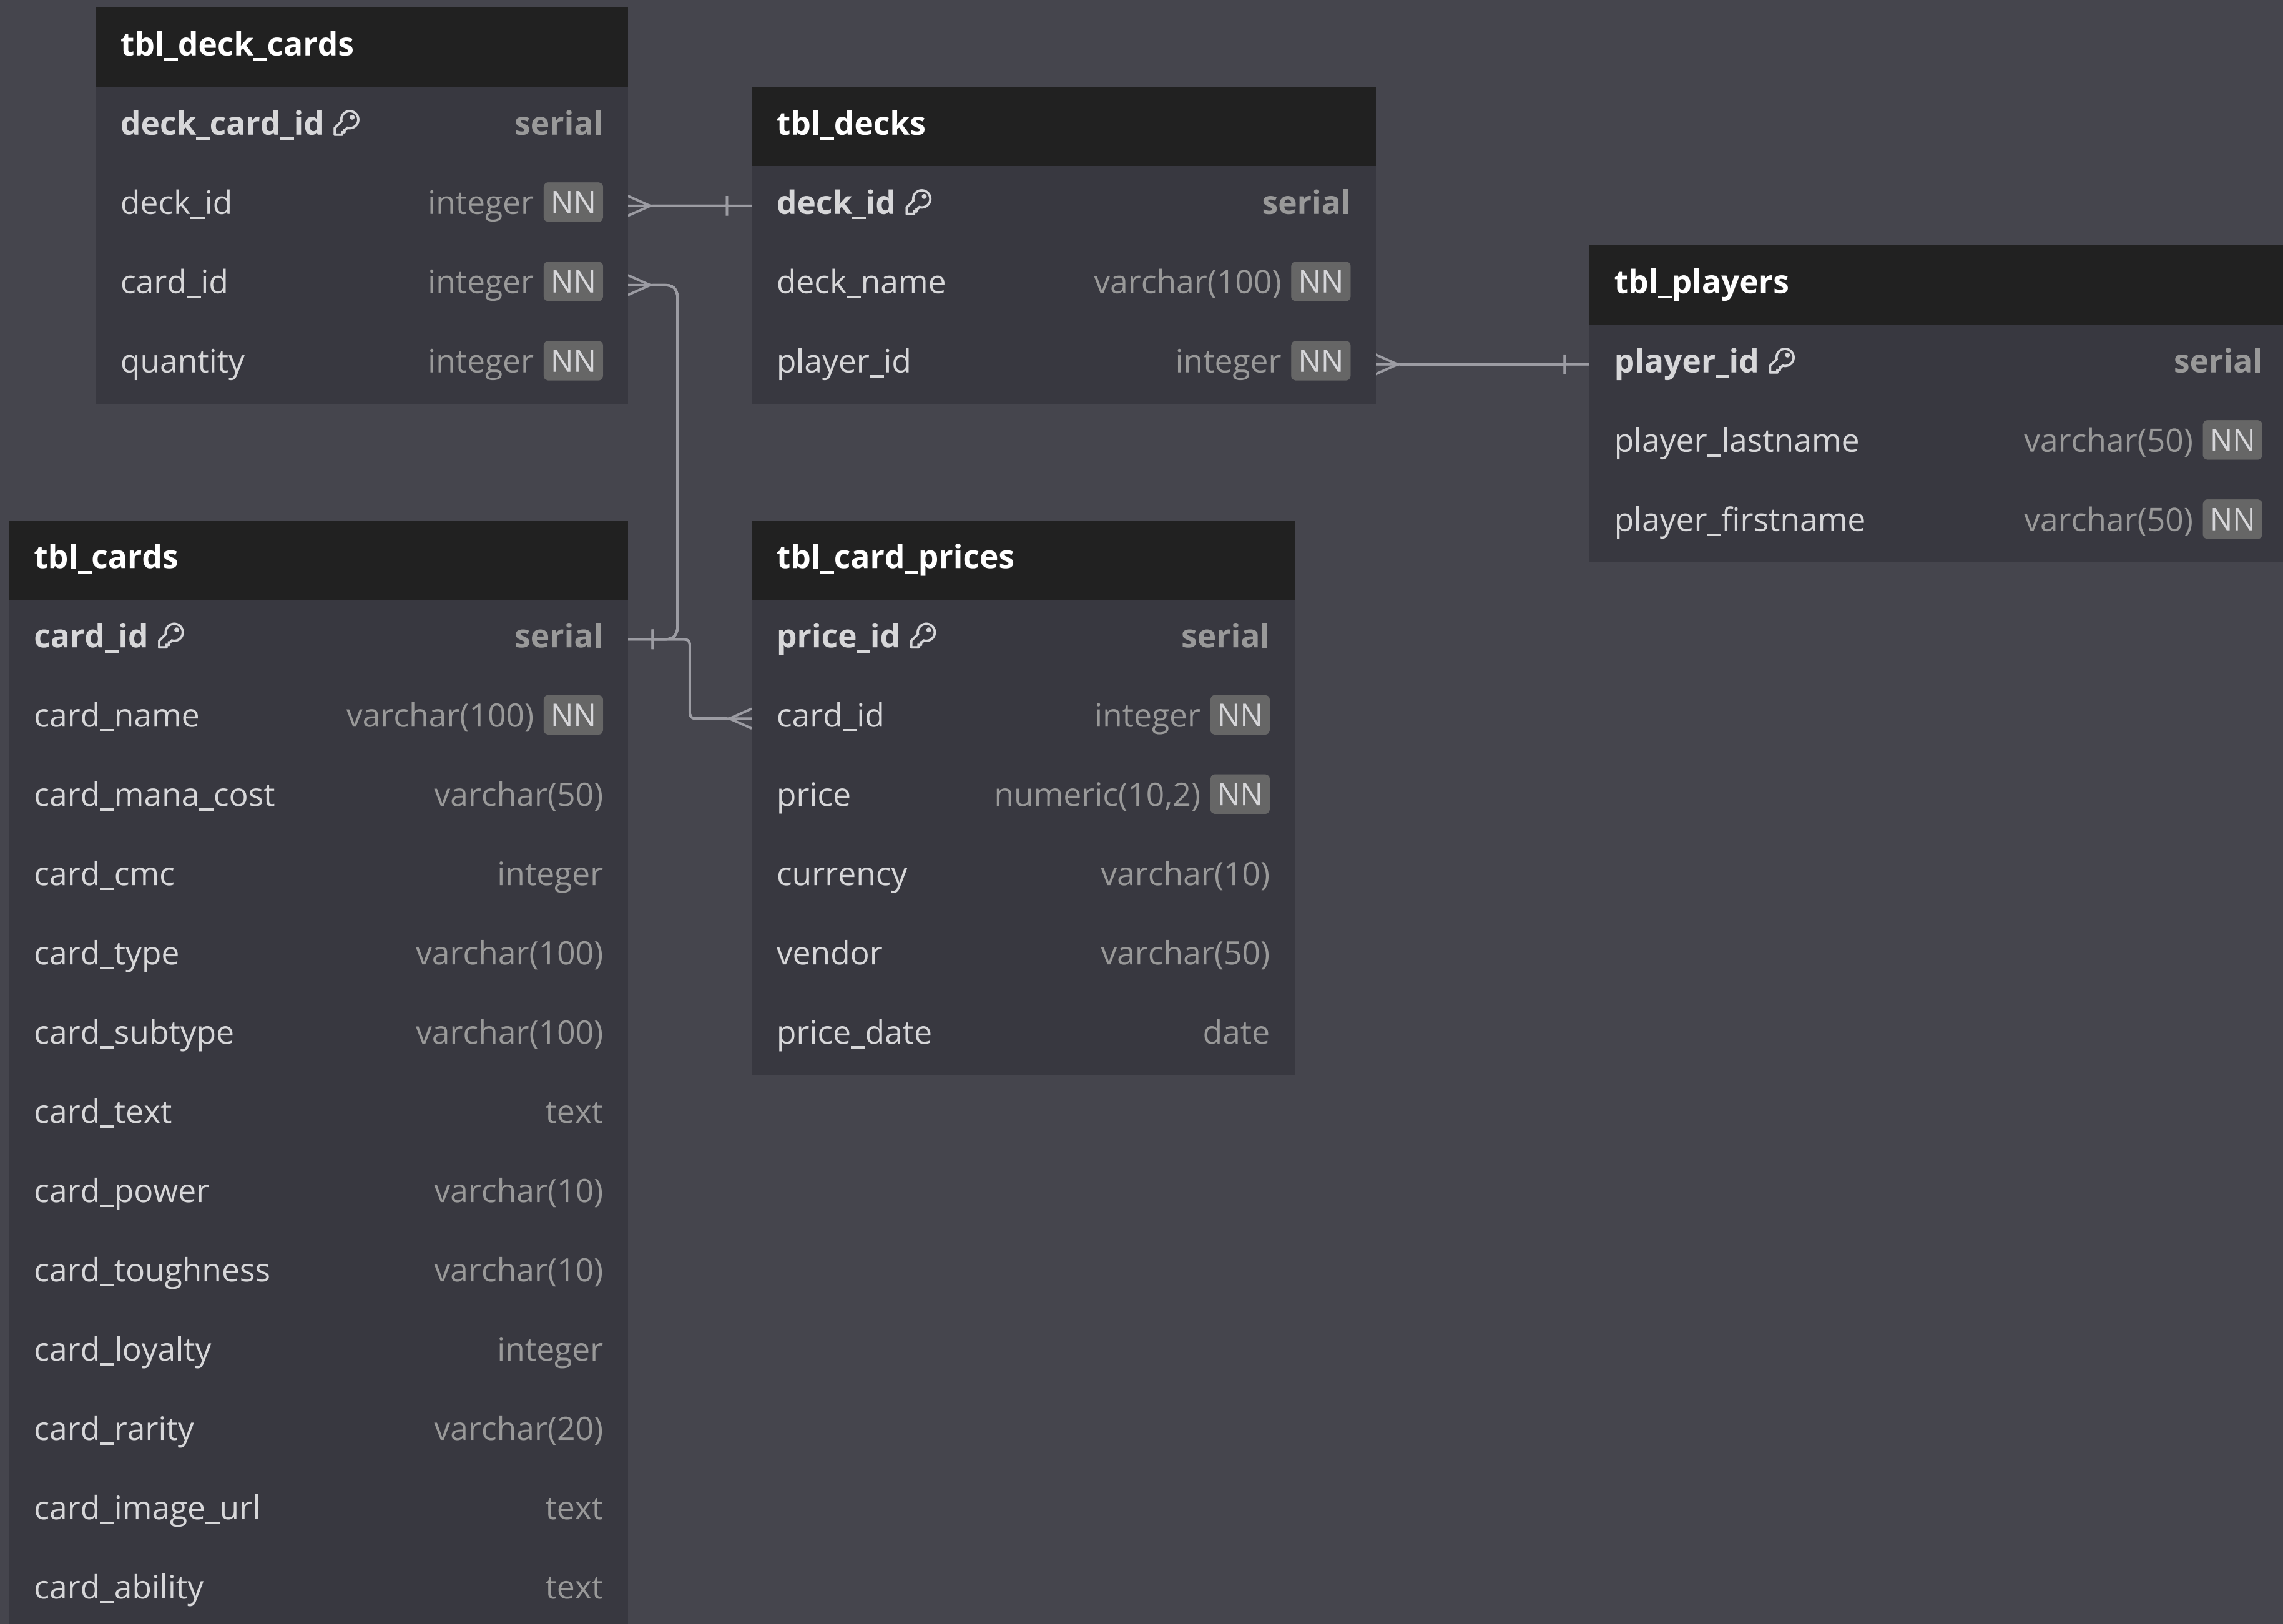 tbl_deck_cards
deck_card_id serial
deck_id integer NN
card_id integer NN
quantity integer NN
tbl_decks
deck_id serial
deck_name varchar(100) NN
player_id integer NN
tbl_players
player_id serial
player_lastname varchar(50) NN
player_firstname varchar(50) NN
tbl_cards
card_id serial
card_name varchar(100) NN
card_mana_cost varchar(50)
card_cmc integer
card_type varchar(100)
card_subtype varchar(100)
card_text text
card_power varchar(10)
card_toughness varchar(10)
card_loyalty integer
card_rarity varchar(20)
card_image_url text
card_ability text
tbl_card_prices
price_id serial
card_id integer NN
price numeric(10,2) NN
currency varchar(10)
vendor varchar(50)
price_date date